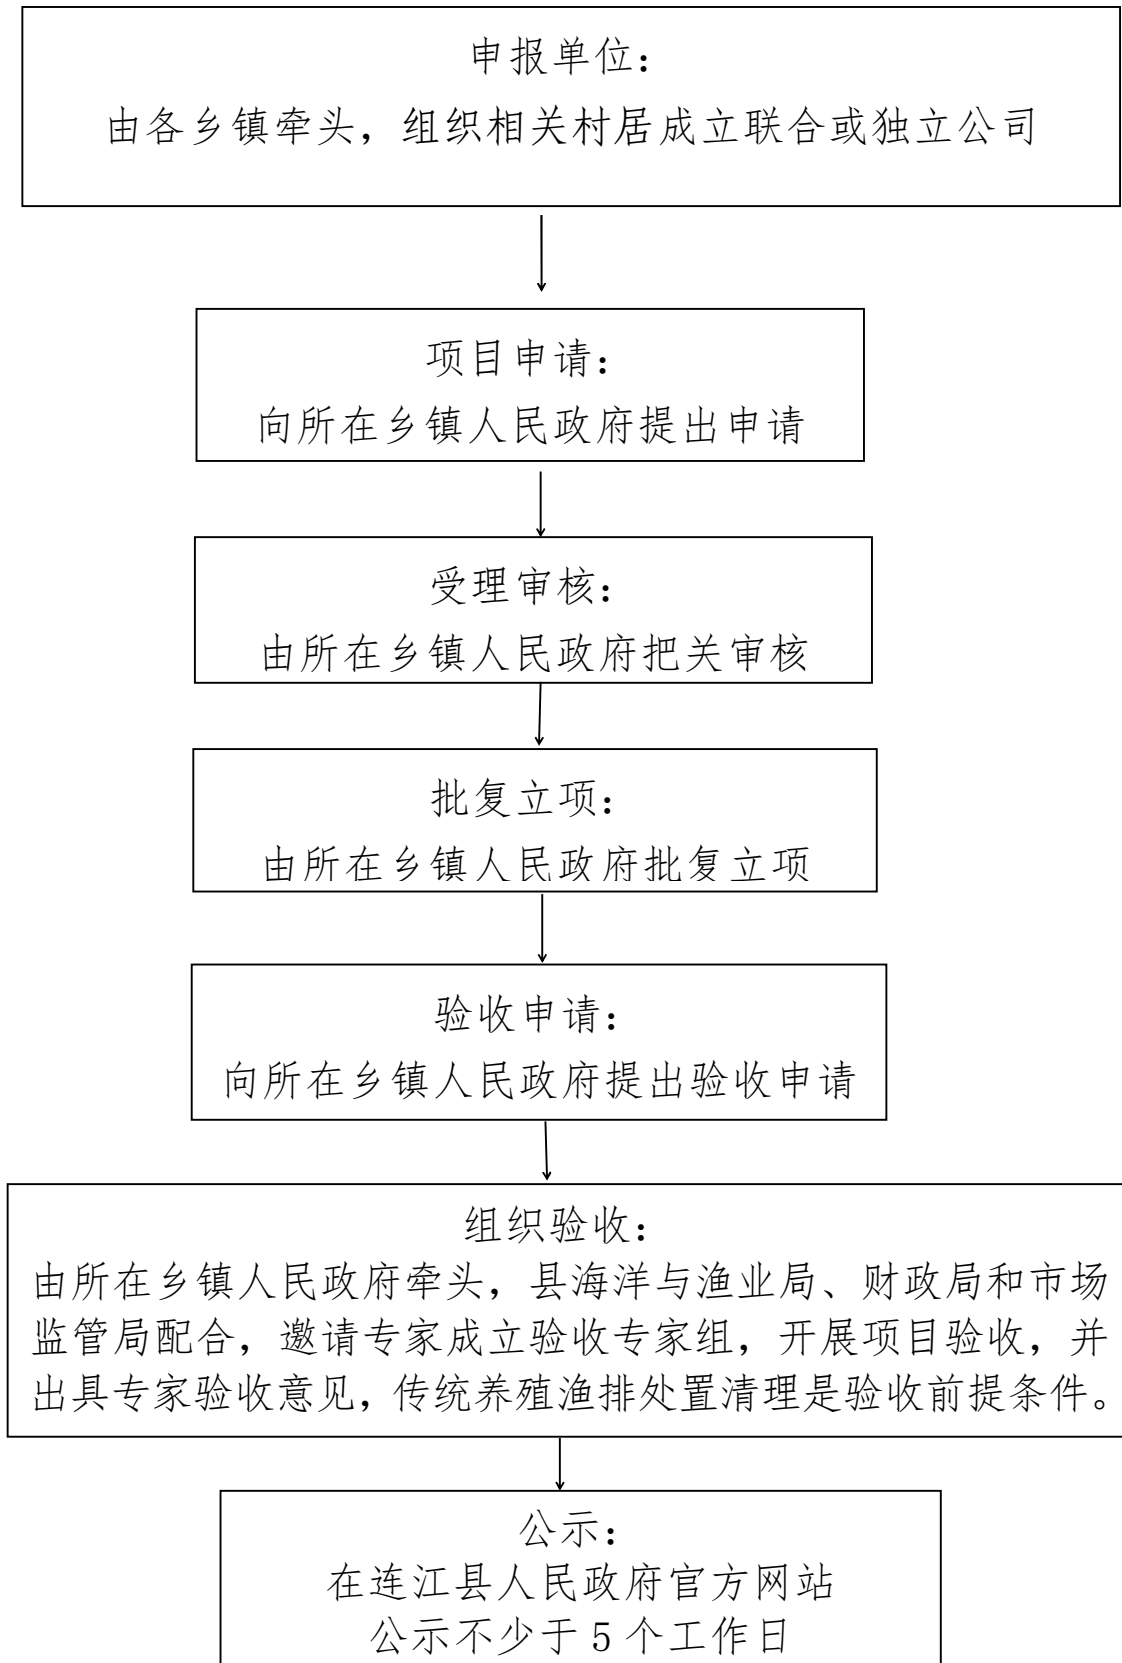 申报单位：
由各乡镇牵头，组织相关村居成立联合或独立公司
项目申请：
向所在乡镇人民政府提出申请
受理审核：
由所在乡镇人民政府把关审核
批复立项：
由所在乡镇人民政府批复立项
验收申请：
向所在乡镇人民政府提出验收申请
组织验收：
由所在乡镇人民政府牵头，县海洋与渔业局、财政局和市场
监管局配合，邀请专家成立验收专家组，开展项目验收，并
出具专家验收意见，传统养殖渔排处置清理是验收前提条件。
公示：
在连江县人民政府官方网站
公示不少于5个工作日